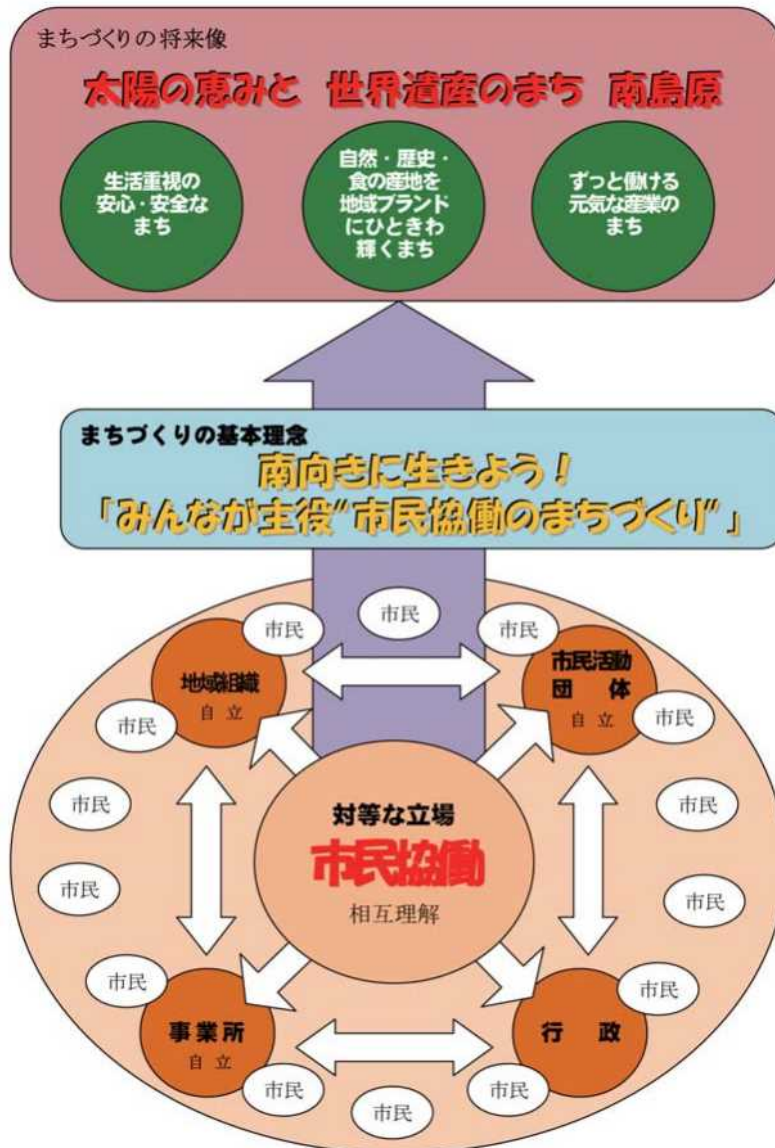 まちづくりの将来像
太陽の恵みと 世界遺産のまち 南島原
生活重視の
安心・安全な
まち
自然・歴史・
食の産地を
地域ブランド
にひときわ
輝くまち
ずっと働ける
元気な産業の
まち
まちづくりの基本理念
南向きに生きよう！
「みんなが主役"市民協働のまちづくり"」
市民
市民
市民
地域組織
自 立
市民活動
団 体
自 立
市民
市民
市民
市民
対等な立場
市民協働
相互理解
市民
市民
市民
市民
事業所
自 立
行 政
市民
市民
市民